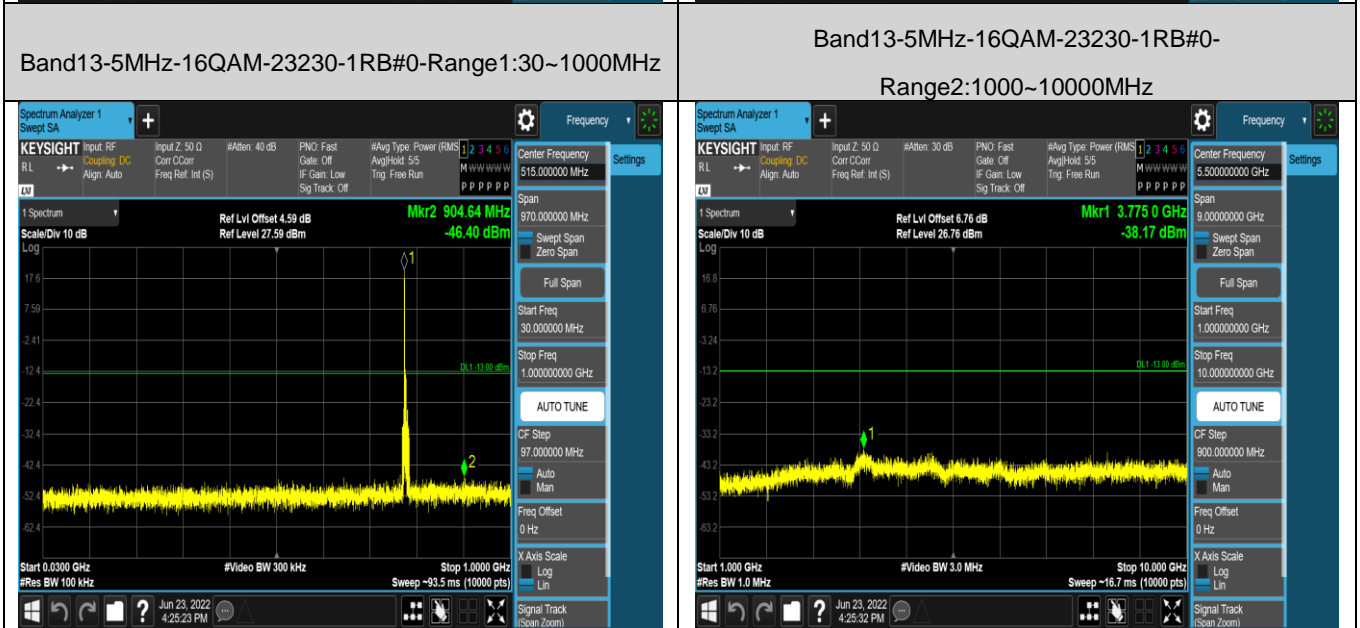 Band13-5MHz-16QAM-23230-1RB#0-Range1:30~1000MHz
Band13-5MHz-16QAM-23230-1RB#0-
Range2:1000~10000MHz
Spectrum Analyzer 1
Swept SA
Frequency
KEYSIGHT
RL
Input: RF
Coupling: DC
Align: Auto
Input Z: 50 Ω
Corr CCorr
Freq Ref: Int (S)
#Atten: 40 dB
PNO: Fast
Gate: Off
IF Gain: Low
Sig Track: Off
#Avg Type: Power (RMS
Avg|Hold: 5/5
Trig: Free Run
1 2 3 4 5 6
M W W W W W
P P P P P P
1 Spectrum
Scale/Div 10 dB
Log
Ref Lvl Offset 4.59 dB
Ref Level 27.59 dBm
Mkr2 904.64 MHz
-46.40 dBm
1
17.6
7.59
-2.41
-12.4
DL1 -13.00 dBm
-22.4
-32.4
-42.4
2
-52.4
-62.4
Start 0.0300 GHz
#Res BW 100 kHz
#Video BW 300 kHz
Stop 1.0000 GHz
Sweep ~93.5 ms (10000 pts)
Jun 23, 2022
4:25:23 PM
Center Frequency
515.000000 MHz
Settings
Span
970.000000 MHz
Swept Span
Zero Span
Full Span
Start Freq
30.000000 MHz
Stop Freq
1.000000000 GHz
AUTO TUNE
CF Step
97.000000 MHz
Auto
Man
Freq Offset
0 Hz
X Axis Scale
Log
Lin
Signal Track
(Span Zoom)
Spectrum Analyzer 1
Swept SA
Frequency
KEYSIGHT
RL
Input: RF
Coupling: DC
Align: Auto
Input Z: 50 Ω
Corr CCorr
Freq Ref: Int (S)
#Atten: 30 dB
PNO: Fast
Gate: Off
IF Gain: Low
Sig Track: Off
#Avg Type: Power (RMS
Avg|Hold: 5/5
Trig: Free Run
1 2 3 4 5 6
M W W W W W
P P P P P P
1 Spectrum
Scale/Div 10 dB
Log
Ref Lvl Offset 6.76 dB
Ref Level 26.76 dBm
Mkr1 3.775 0 GHz
-38.17 dBm
16.8
6.76
-3.24
-13.2
DL1 -13.00 dBm
-23.2
-33.2
1
-43.2
-53.2
-63.2
Start 1.000 GHz
#Res BW 1.0 MHz
#Video BW 3.0 MHz
Stop 10.000 GHz
Sweep ~16.7 ms (10000 pts)
Jun 23, 2022
4:25:32 PM
Center Frequency
5.500000000 GHz
Settings
Span
9.00000000 GHz
Swept Span
Zero Span
Full Span
Start Freq
1.000000000 GHz
Stop Freq
10.000000000 GHz
AUTO TUNE
CF Step
900.000000 MHz
Auto
Man
Freq Offset
0 Hz
X Axis Scale
Log
Lin
Signal Track
(Span Zoom)